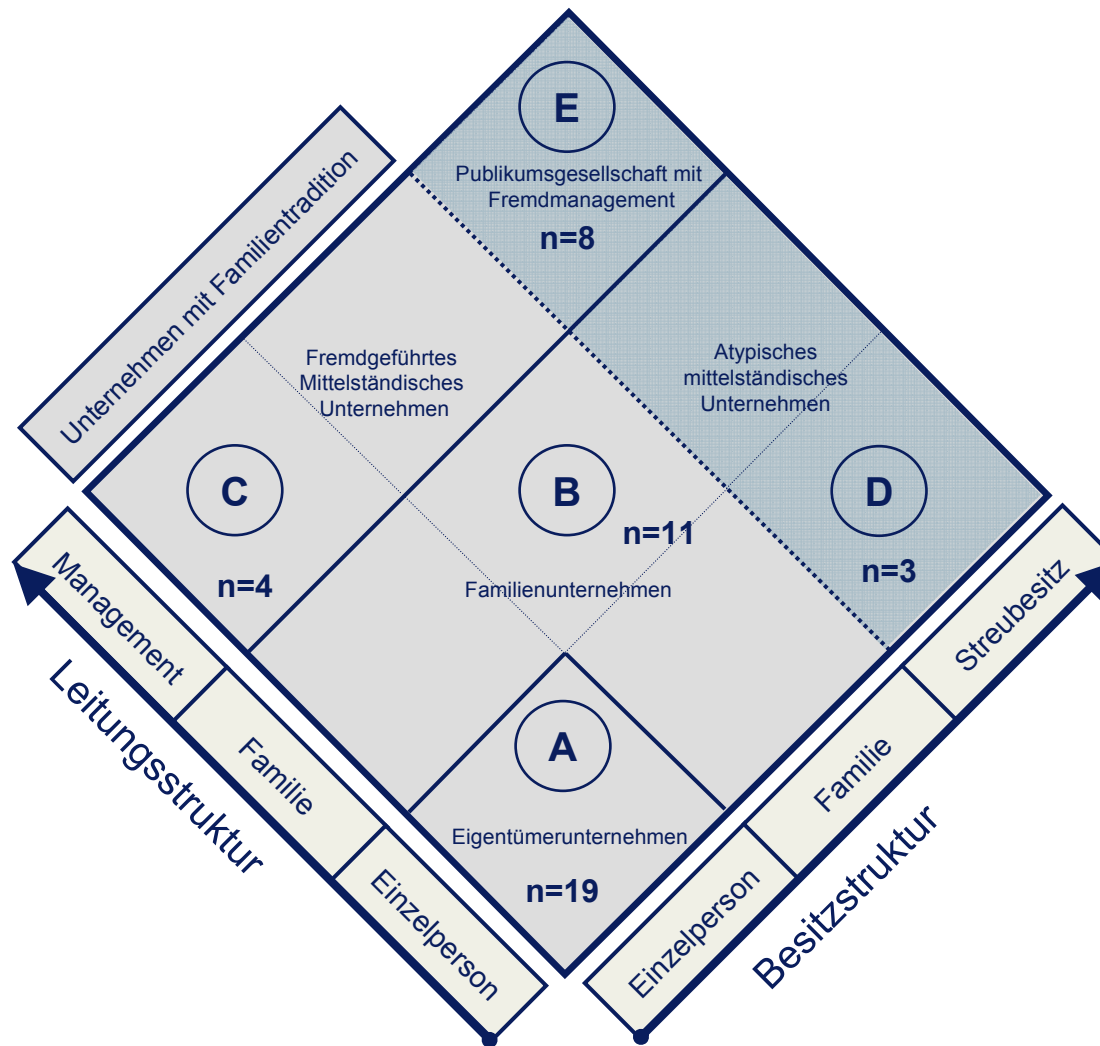 E
Publikumsgesellschaft mit
Fremdmanagement
n=8
Unternehmen mit Familientradition
Fremdgeführtes
Mittelständisches
Unternehmen
Atypisches
mittelständisches
Unternehmen
C
n=4
B
n=11
Familienunternehmen
D
n=3
A
Eigentümerunternehmen
n=19
Management
Familie
Einzelperson
Leitungsstruktur
Einzelperson
Familie
Streubesitz
Besitzstruktur